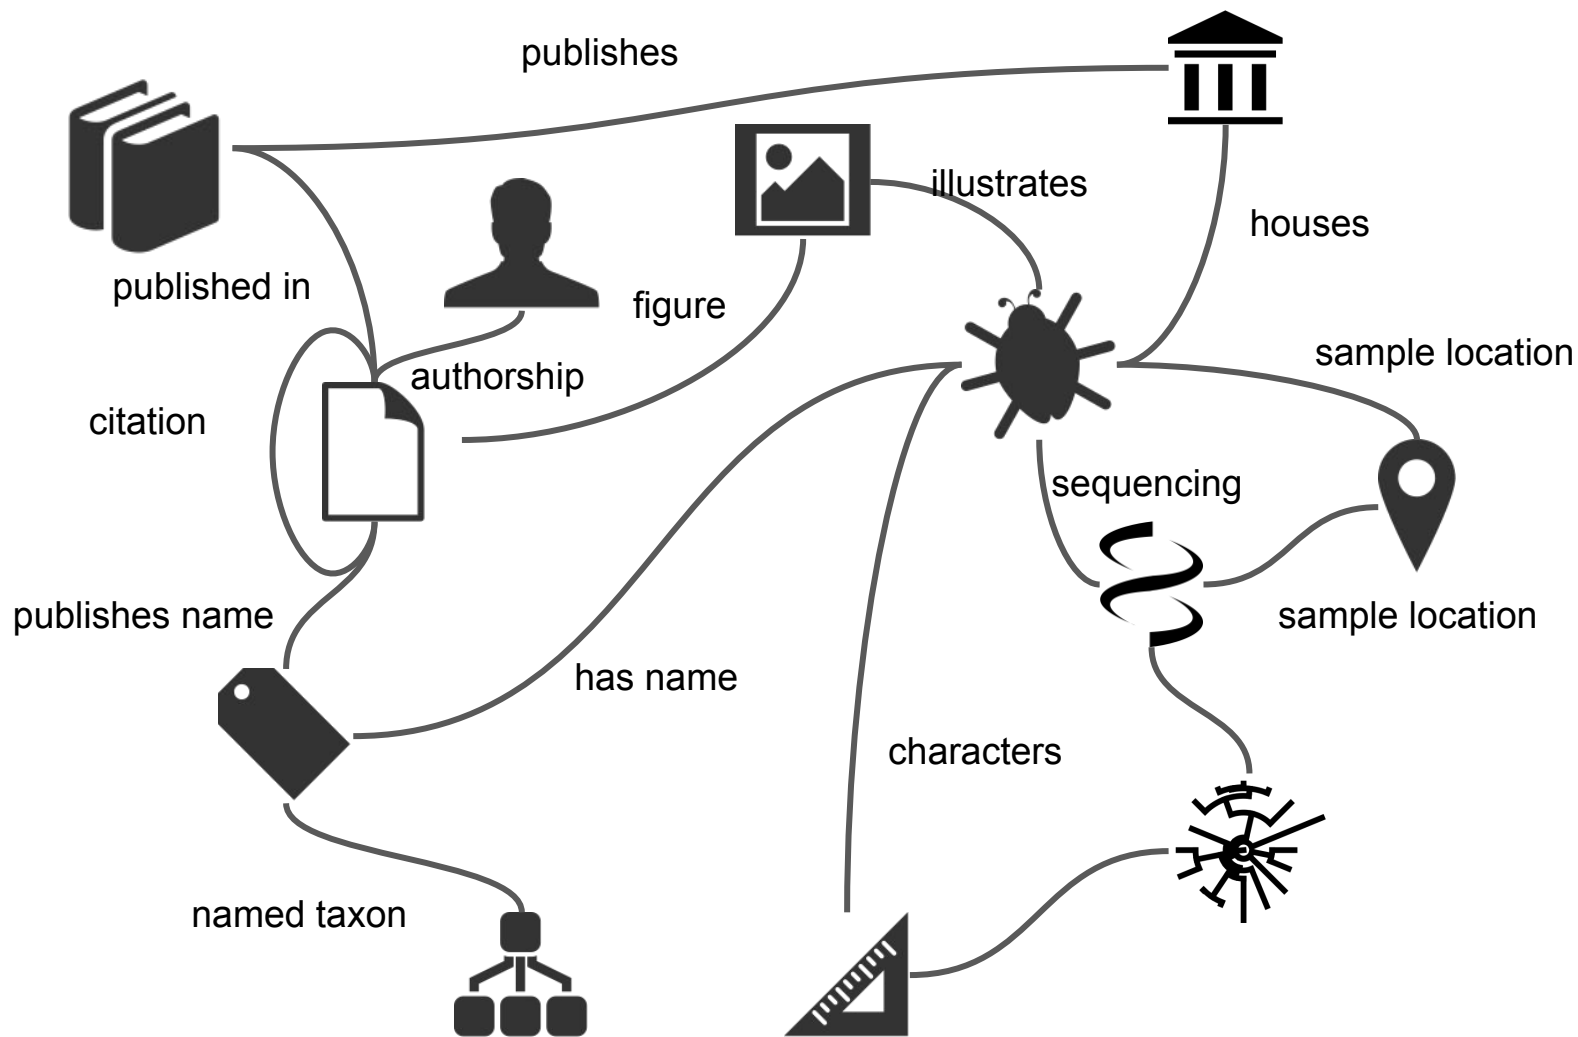 publishes
illustrates
houses
published in
figure
sample location
authorship
citation
sequencing
publishes name
sample location
has name
characters
named taxon